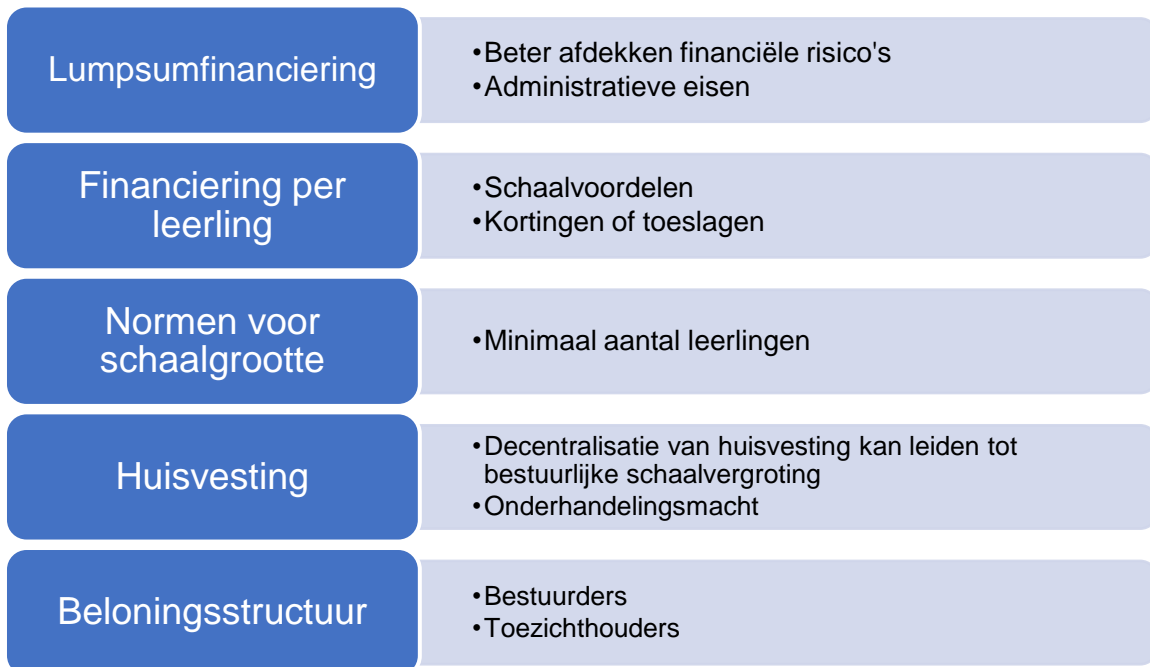 Lumpsumfinanciering
•Beter afdekken financiële risico's
•Administratieve eisen
Financiering per
leerling
•Schaalvoordelen
•Kortingen of toeslagen
Normen voor
schaalgrootte
•Minimaal aantal leerlingen
Huisvesting
•Decentralisatie van huisvesting kan leiden tot
bestuurlijke schaalvergroting
•Onderhandelingsmacht
Beloningsstructuur
•Bestuurders
•Toezichthouders